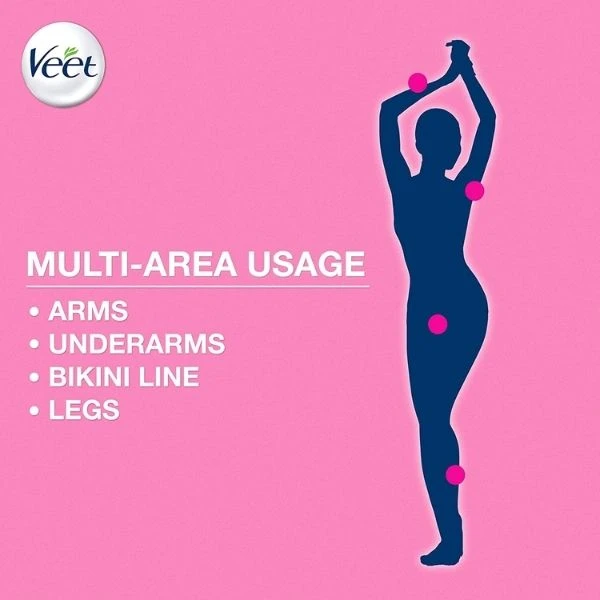 Veet
MULTI-AREA USAGE
• ARMS
• UNDERARMS
• BIKINI LINE
• LEGS